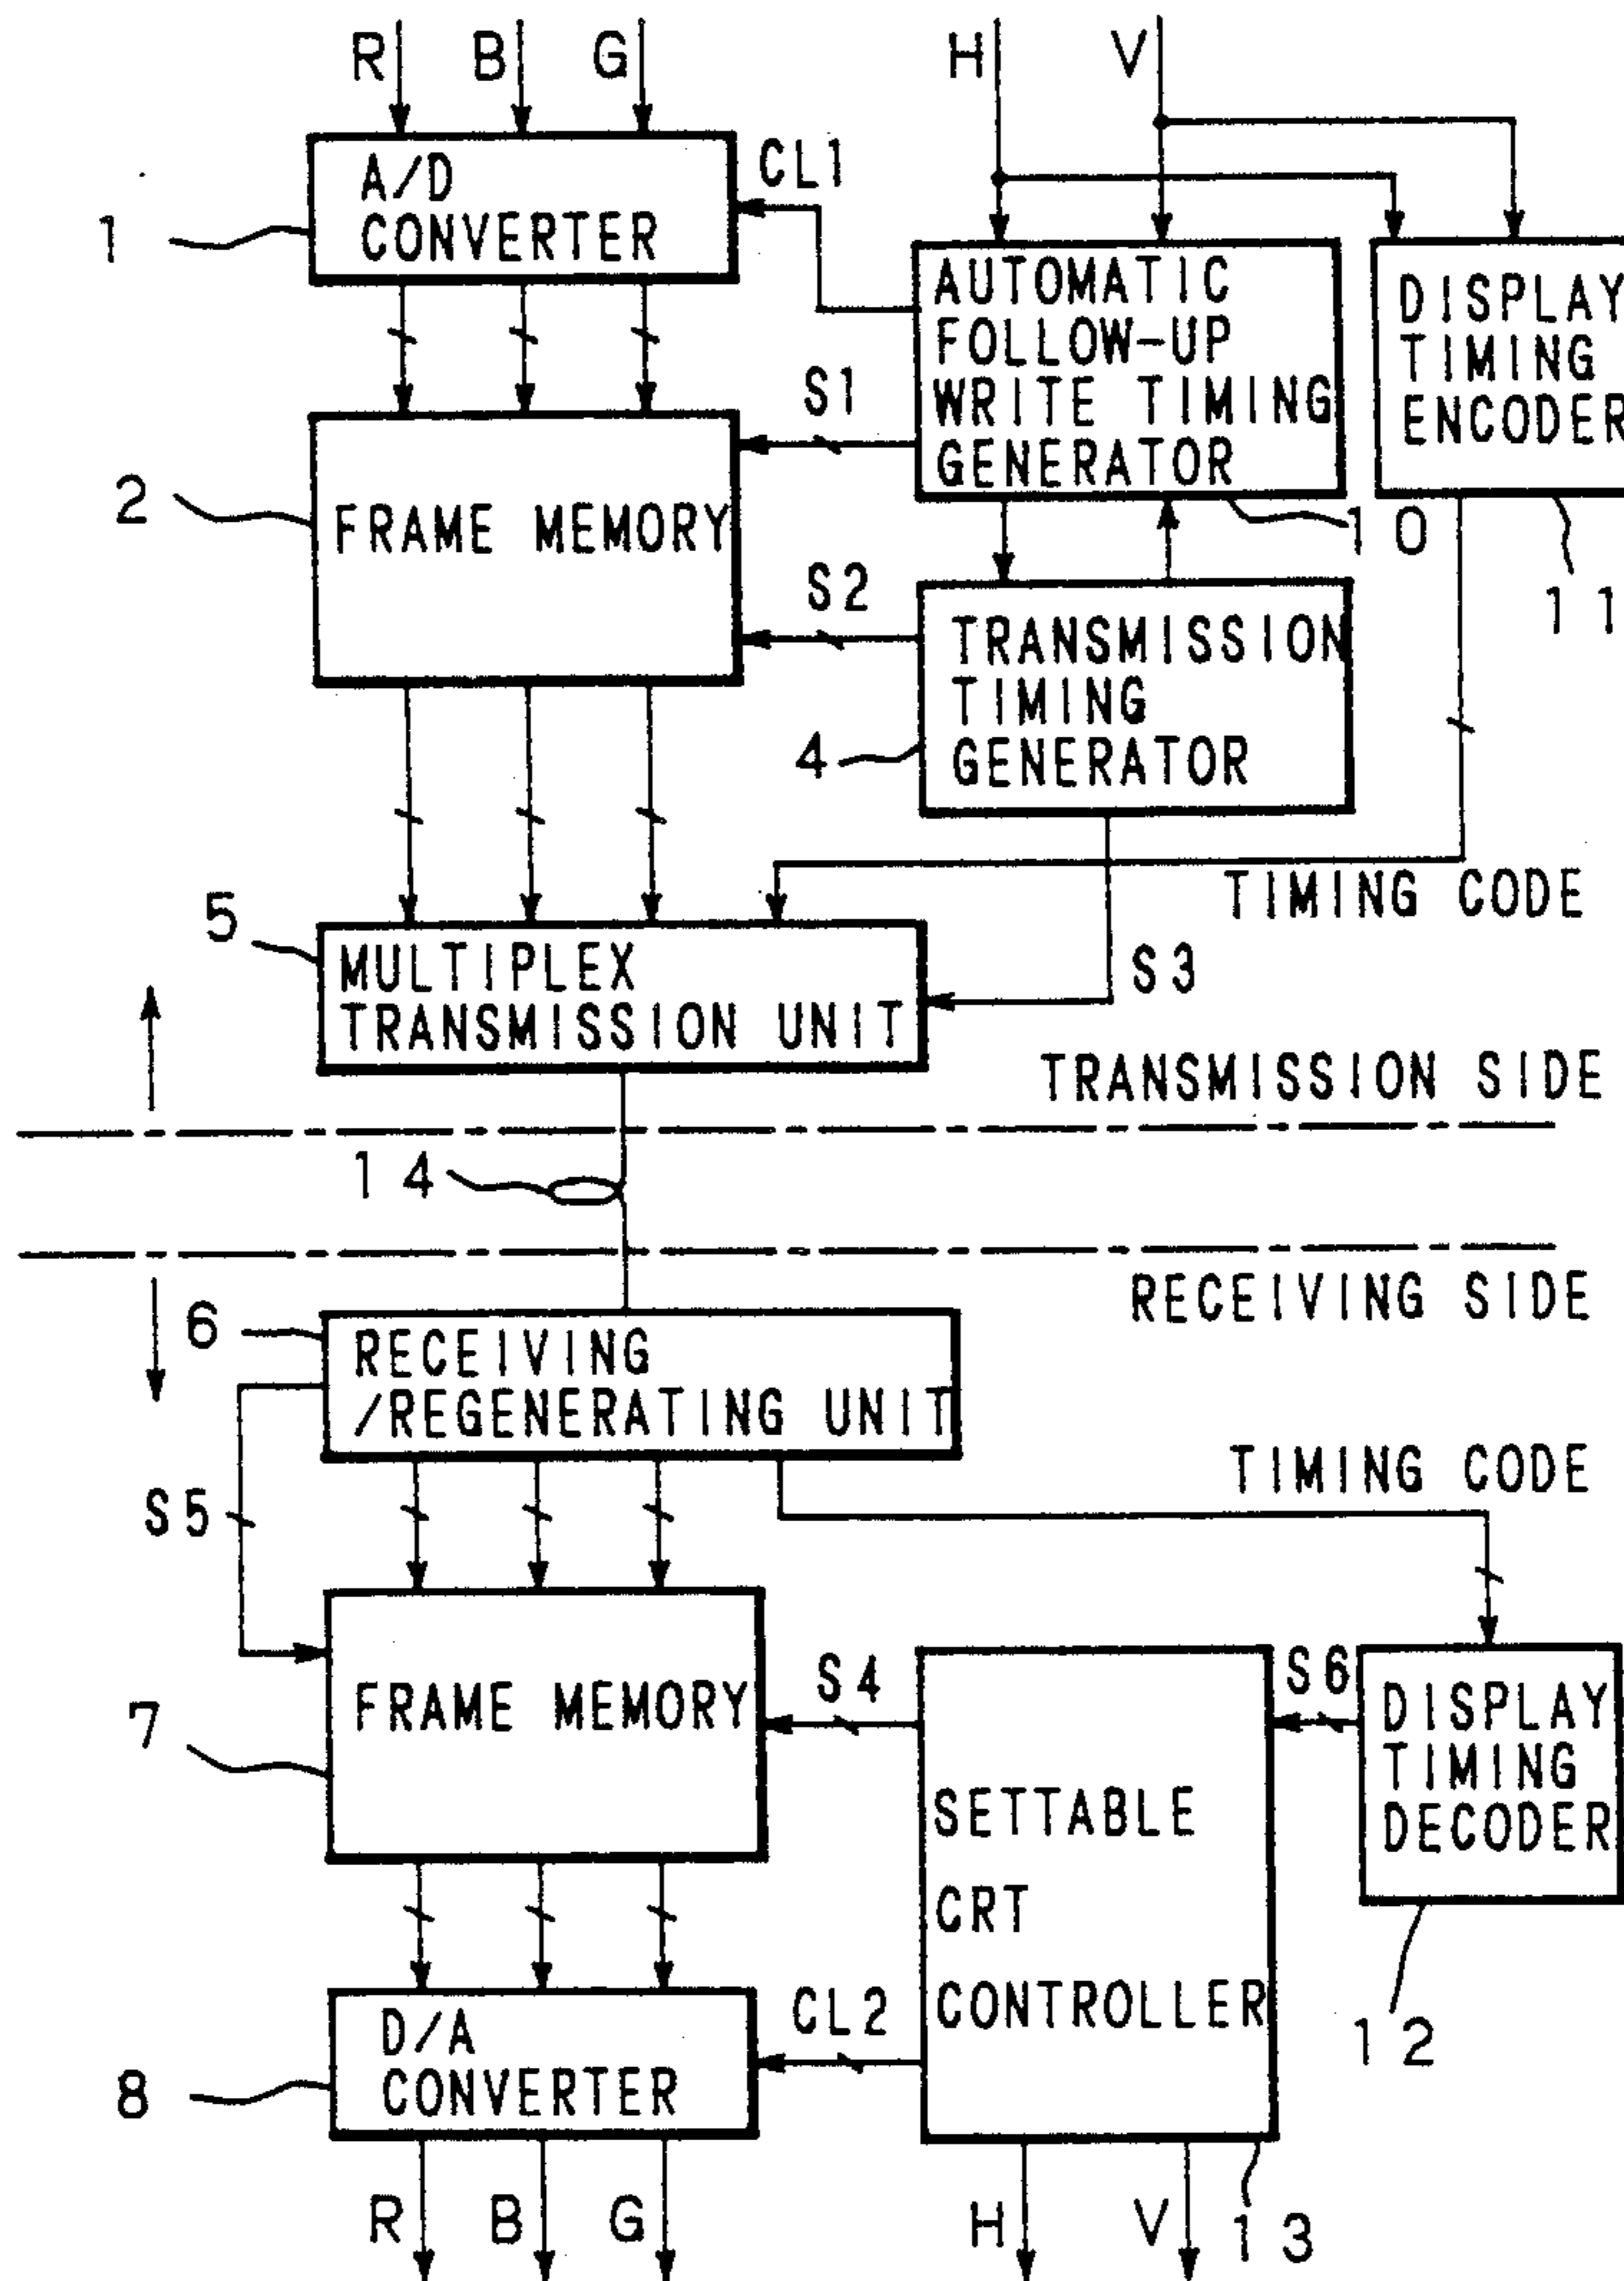 R B G H V
A/D
CONVERTER
CL1
1
AUTOMATIC
FOLLOW-UP
WRITE TIMING
GENERATOR
DISPLAY
TIMING
ENCODER
S1
2
FRAME MEMORY
10
11
S2
TRANSMISSION
TIMING
GENERATOR
4
TIMING CODE
5
MULTIPLEX
TRANSMISSION UNIT
S3
TRANSMISSION SIDE
14
RECEIVING SIDE
6
RECEIVING
/REGENERATING UNIT
TIMING CODE
S5
FRAME MEMORY
7
S4
S6
SETTABLE
CRT
CONTROLLER
DISPLAY
TIMING
DECODER
12
D/A
CONVERTER
CL2
8
R B G H V
13